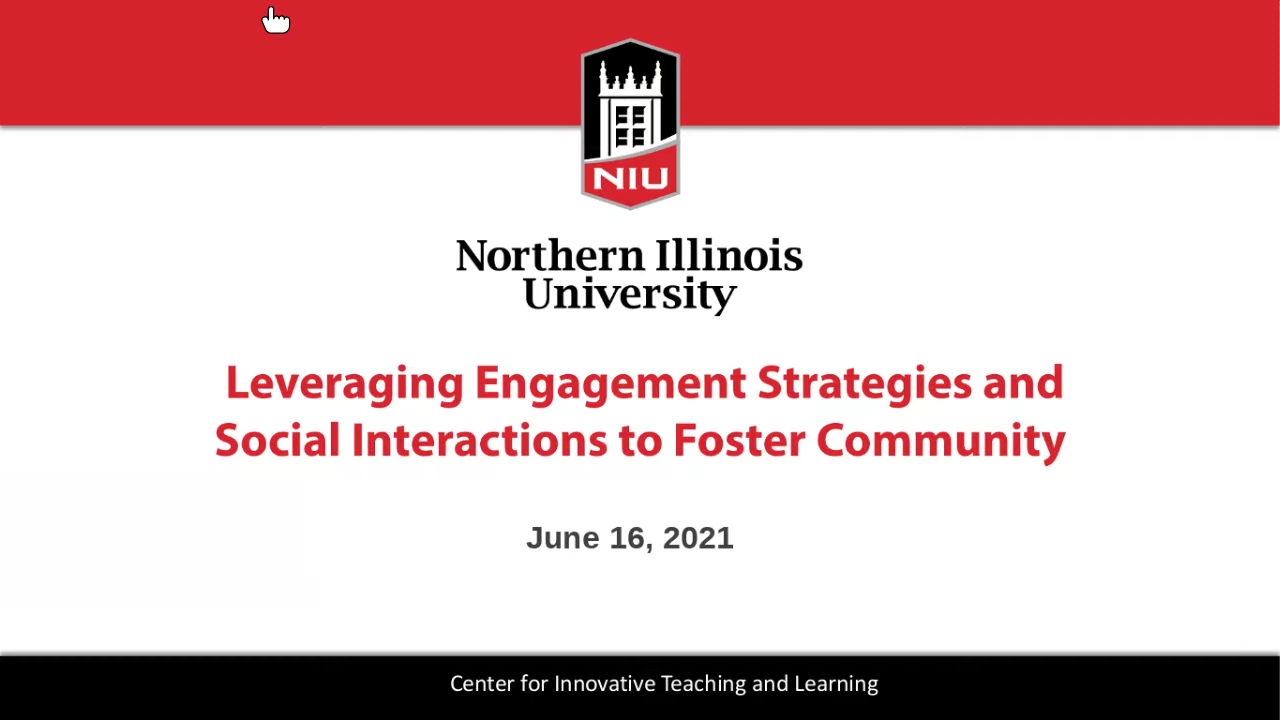 NIU
Northern Illinois
University
Leveraging Engagement Strategies and
Social Interactions to Foster Community
June 16, 2021
Center for Innovative Teaching and Learning